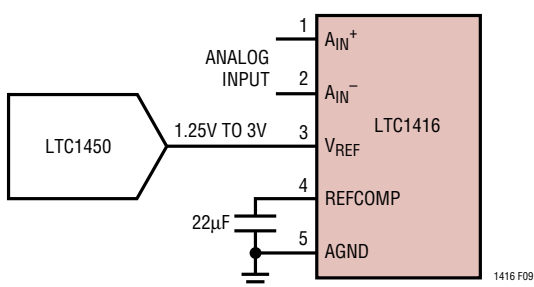 1
A_IN^+
ANALOG
INPUT
2
A_IN^−
LTC1416
LTC1450
1.25V TO 3V
3
V_REF
4
REFCOMP
22µF
5
AGND
1416 F09